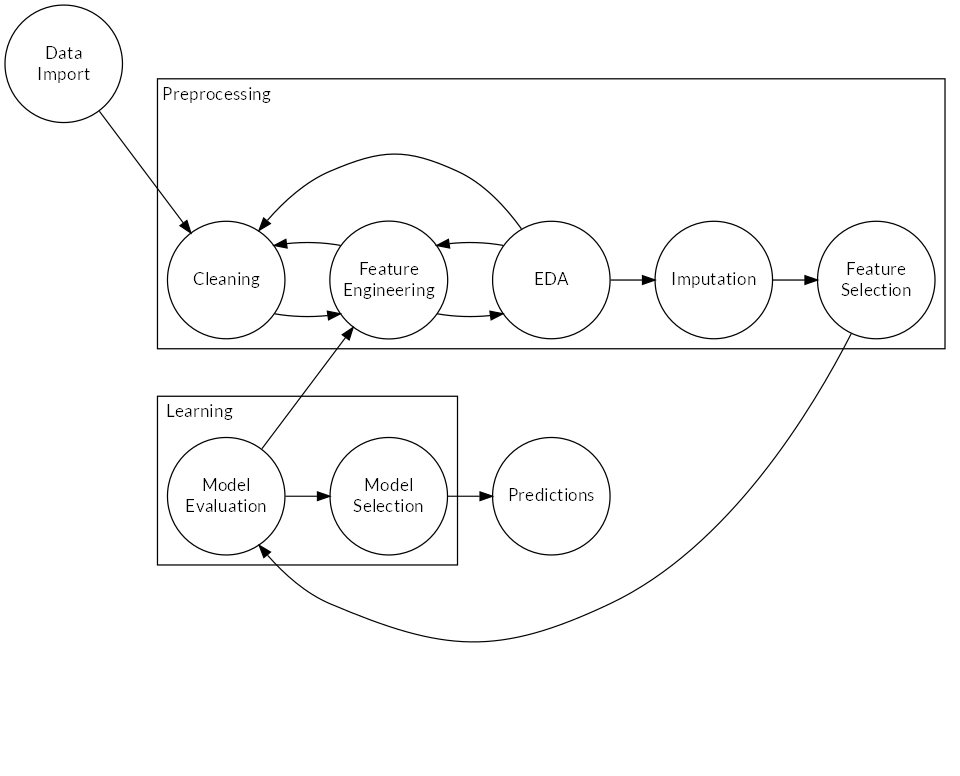 Data
Import
Preprocessing
Cleaning
Feature
Engineering
EDA
Imputation
Feature
Selection
Learning
Model
Evaluation
Model
Selection
Predictions